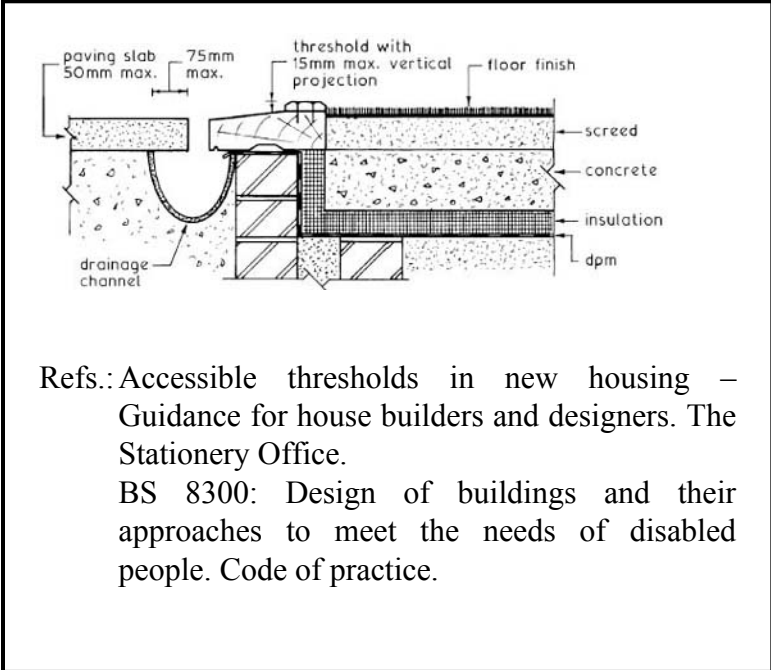 paving slab
50mm max.
75mm
max.
threshold with
15mm max. vertical
projection
floor finish
screed
concrete
insulation
dpm
drainage
channel
Refs.: Accessible thresholds in new housing –
Guidance for house builders and designers. The
Stationery Office.
BS 8300: Design of buildings and their
approaches to meet the needs of disabled
people. Code of practice.